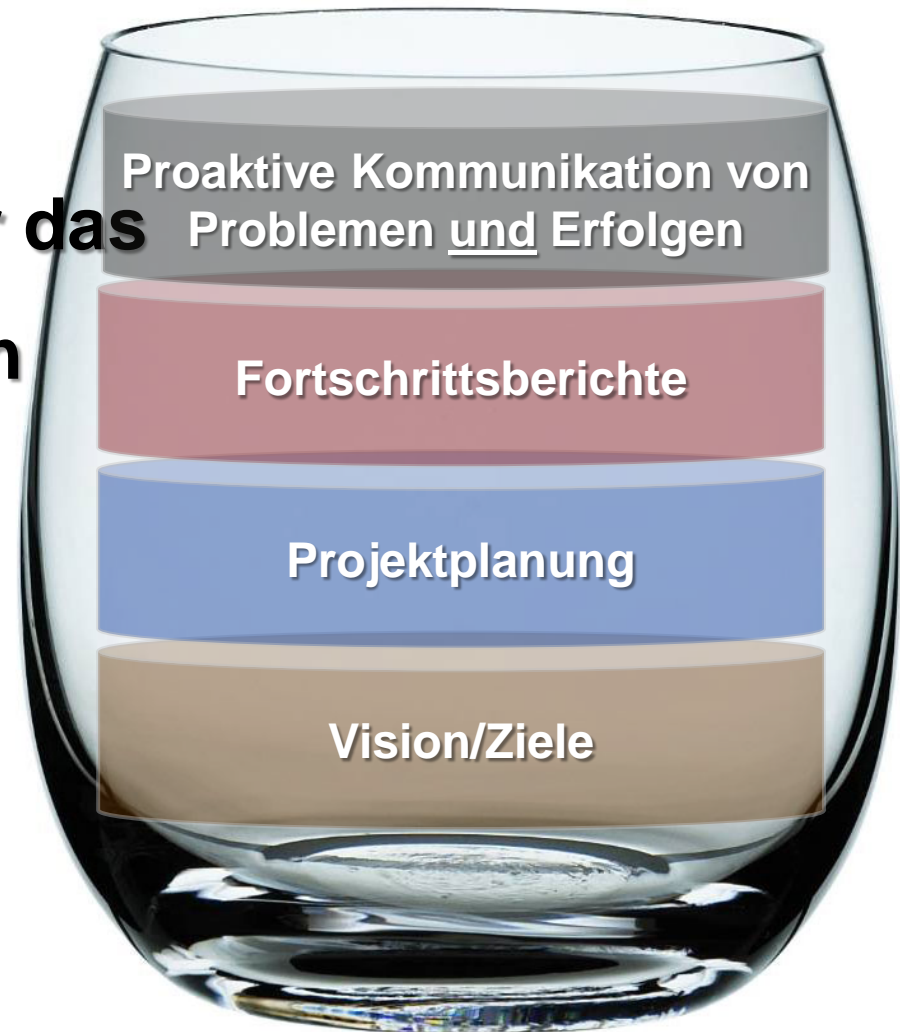 Proaktive Kommunikation von
das Problemen und Erfolgen
Fortschrittsberichte
Projektplanung
Vision/Ziele